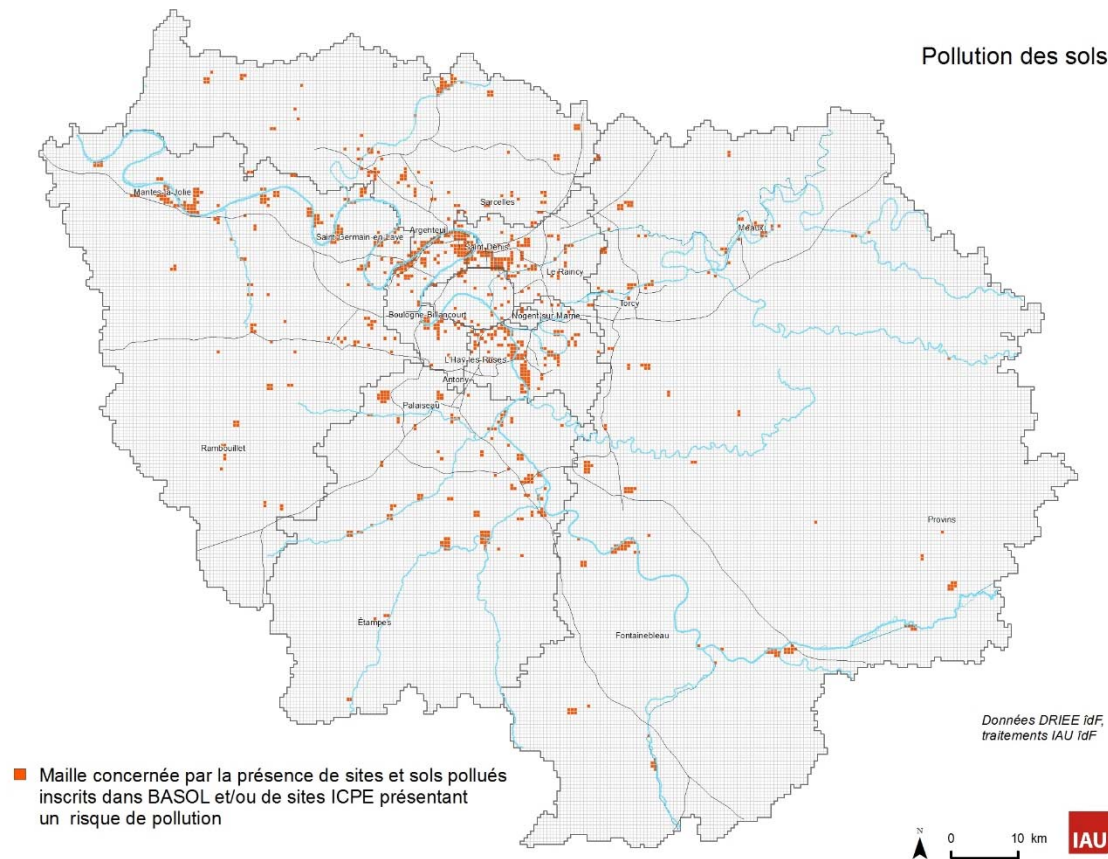 Pollution des sols
Mantes-la-Jolie
Sarcelles
Argenteuil
Saint-Germain-en-Laye
Saint-Denis
Meaux
Le Raincy
Torcy
Boulogne-Billancourt
Nogent-sur-Marne
L'Haÿ-les-Roses
Antony
Palaiseau
Rambouillet
Provins
Étampes
Fontainebleau
Données DRIEE îdF,
traitements IAU îdF
Maille concernée par la présence de sites et sols pollués
inscrits dans BASOL et/ou de sites ICPE présentant
un risque de pollution
N
0 10 km
IAU